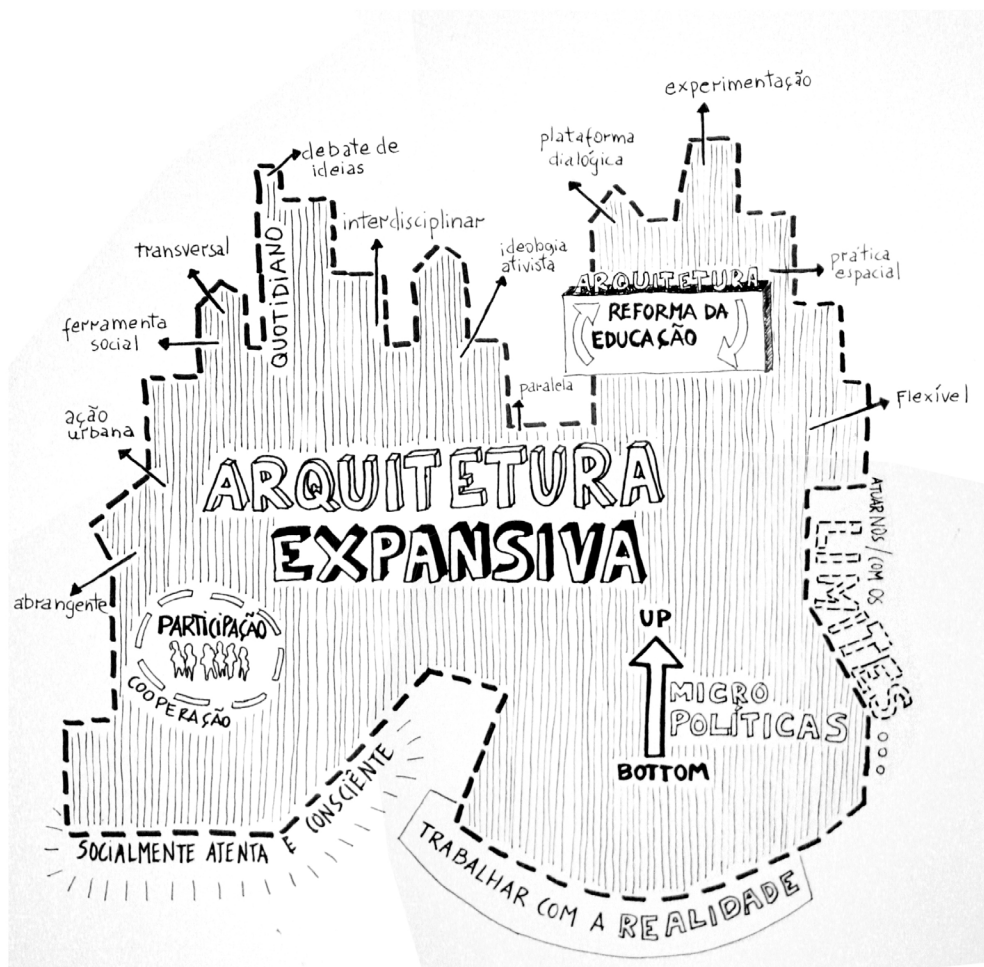 experimentação
plataforma
dialógica
debate de
ideias
QUOTIDIANO
interdisciplinar
ideologia
ativista
transversal
ferramenta
social
ARQUITETURA
REFORMA DA
EDUCAÇÃO
prática
espacial
paralela
Flexível
ação
urbana
ARQUITETURA
EXPANSIVA
ATUAR NOS / COM OS
LIMITES...
abrangente
PARTICIPAÇÃO
COOPERAÇÃO
UP
MICRO
POLÍTICAS
BOTTOM
SOCIALMENTE ATENTA
E CONSCIENTE
TRABALHAR COM A REALIDADE